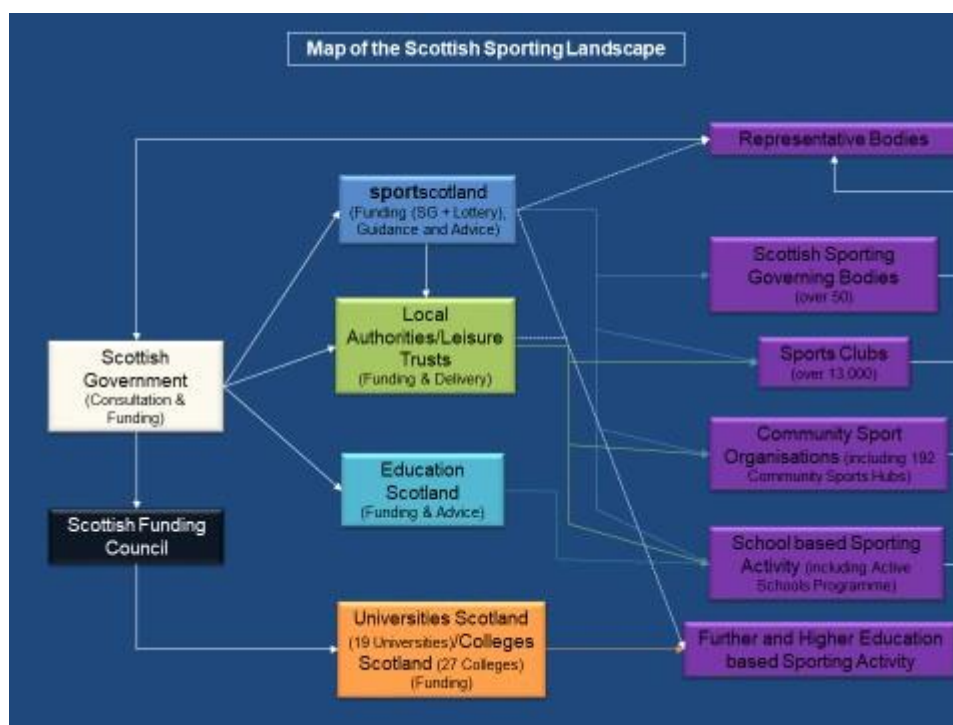 Map of the Scottish Sporting Landscape
Representative Bodies
sportscotland
(Funding (SG + Lottery),
Guidance and Advice)
Scottish Sporting
Governing Bodies
(over 50)
Local
Authorities/Leisure
Trusts
(Funding & Delivery)
Scottish
Government
(Consultation &
Funding)
Sports Clubs
(over 13,000)
Community Sport
Organisations (including 192
Community Sports Hubs)
Education
Scotland
(Funding & Advice)
Scottish Funding
Council
School based Sporting
Activity (including Active
Schools Programme)
Universities Scotland
(19 Universities)/Colleges
Scotland (27 Colleges)
(Funding)
Further and Higher Education
based Sporting Activity